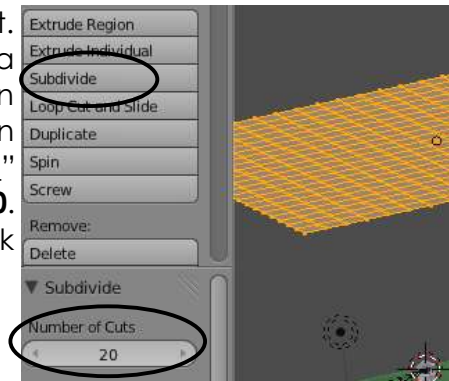 Extrude Region
Extrude Individual
Subdivide
Loop Cut and Slide
Duplicate
Spin
Screw
Remove:
Delete
Subdivide
Number of Cuts
20